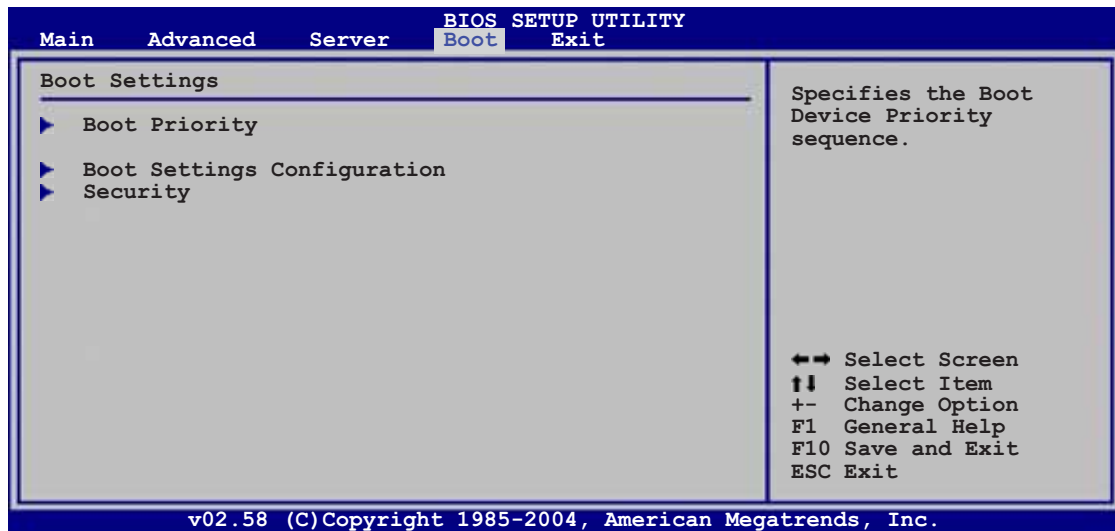 BIOS SETUP UTILITY
Main Advanced Server Boot Exit
Boot Settings
Boot Priority
Boot Settings Configuration
Security
Specifies the Boot
Device Priority
sequence.
Select Screen
Select Item
+- Change Option
F1 General Help
F10 Save and Exit
ESC Exit
v02.58 (C)Copyright 1985-2004, American Megatrends, Inc.